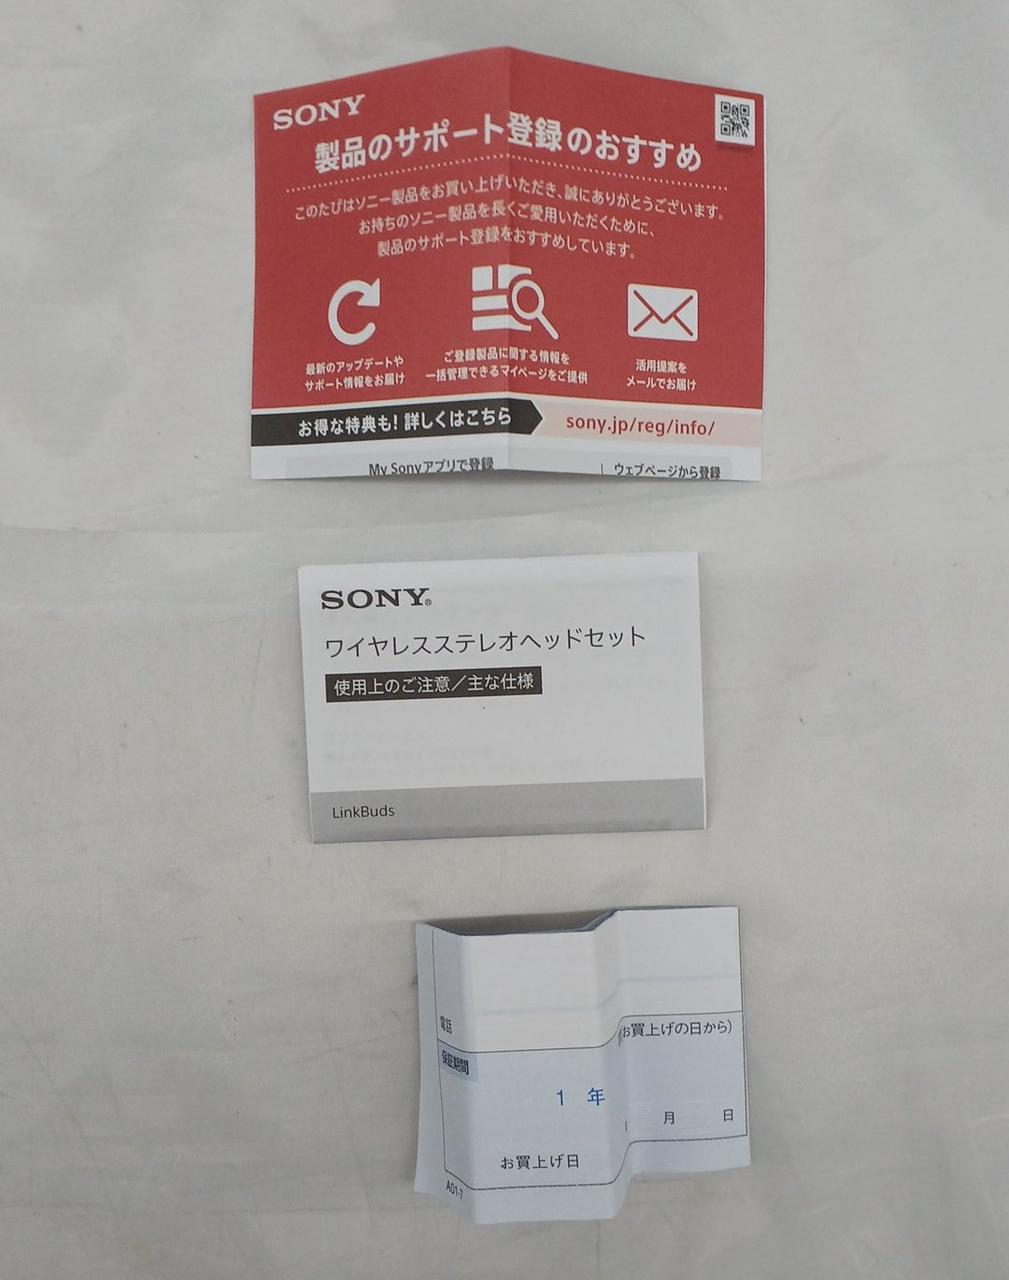 SONY
製品のサポート登録のおすすめ
このたびはソニー製品をお買い上げいただき、誠にありがとうございます。
お持ちのソニー製品を長くご愛用いただくために、
製品のサポート登録をおすすめしています。
最新のアップデートや
サポート情報をお届け
ご登録製品に関する情報を
一括管理できるマイページをご提供
活用提案を
メールでお届け
お得な特典も! 詳しくはこちら
sony.jp/reg/info/
My Sonyアプリで登録
ウェブページから登録
SONY®
ワイヤレスステレオヘッドセット
使用上のご注意／主な仕様
LinkBuds
電話
お買上げの日から)
保証期間
1 年
月 日
お買上げ日
A01-7